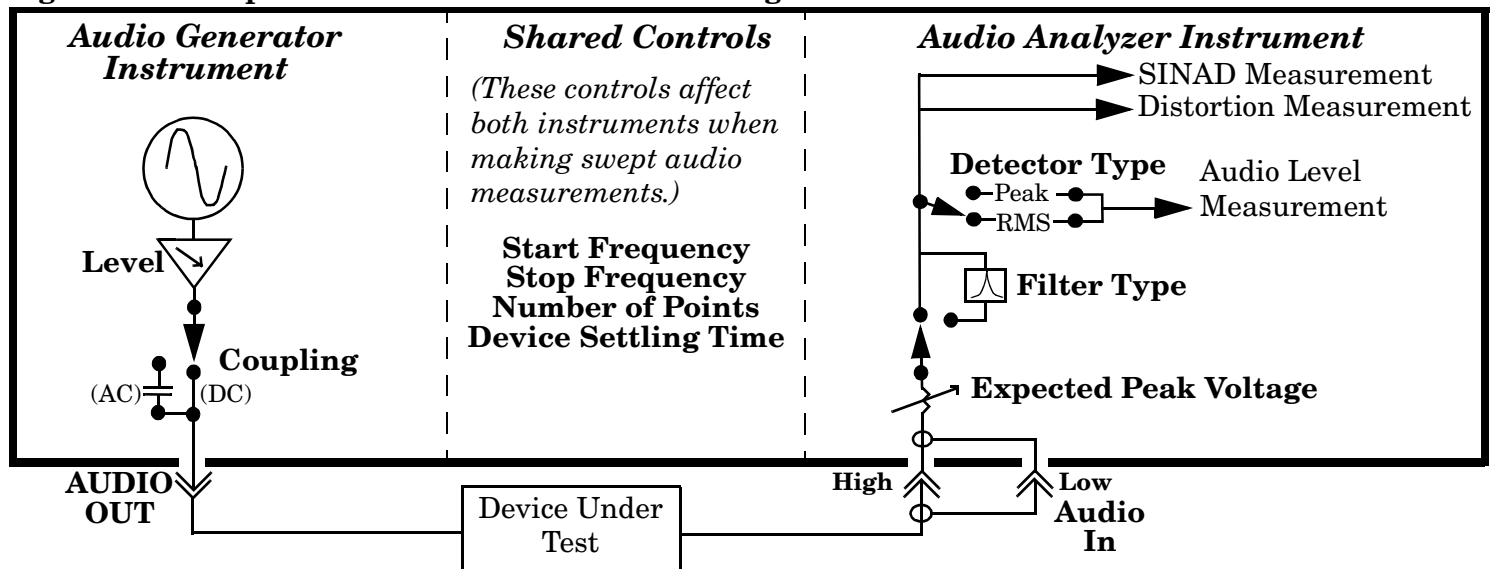 Audio Generator
Instrument
Level
Coupling
(AC)
(DC)
AUDIO
OUT
Shared Controls
(These controls affect
both instruments when
making swept audio
measurements.)
Start Frequency
Stop Frequency
Number of Points
Device Settling Time
Device Under
Test
Audio Analyzer Instrument
SINAD Measurement
Distortion Measurement
Detector Type
Peak
RMS
Audio Level
Measurement
Filter Type
Expected Peak Voltage
High
Low
Audio
In